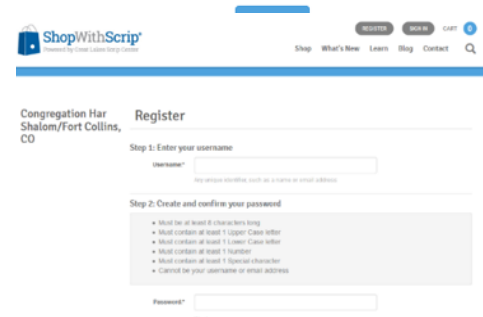 REGISTER SIGN IN CART 0
ShopWithScrip®
Powered by Great Lakes Scrip Center
Shop What's New Learn Blog Contact
Congregation Har
Shalom/Fort Collins,
CO
Register
Step 1: Enter your username
Username:*
Any unique identifier, such as a name or email address
Step 2: Create and confirm your password
• Must be at least 8 characters long
• Must contain at least 1 Upper Case letter
• Must contain at least 1 Lower Case letter
• Must contain at least 1 Number
• Must contain at least 1 Special character
• Cannot be your username or email address
Password:*